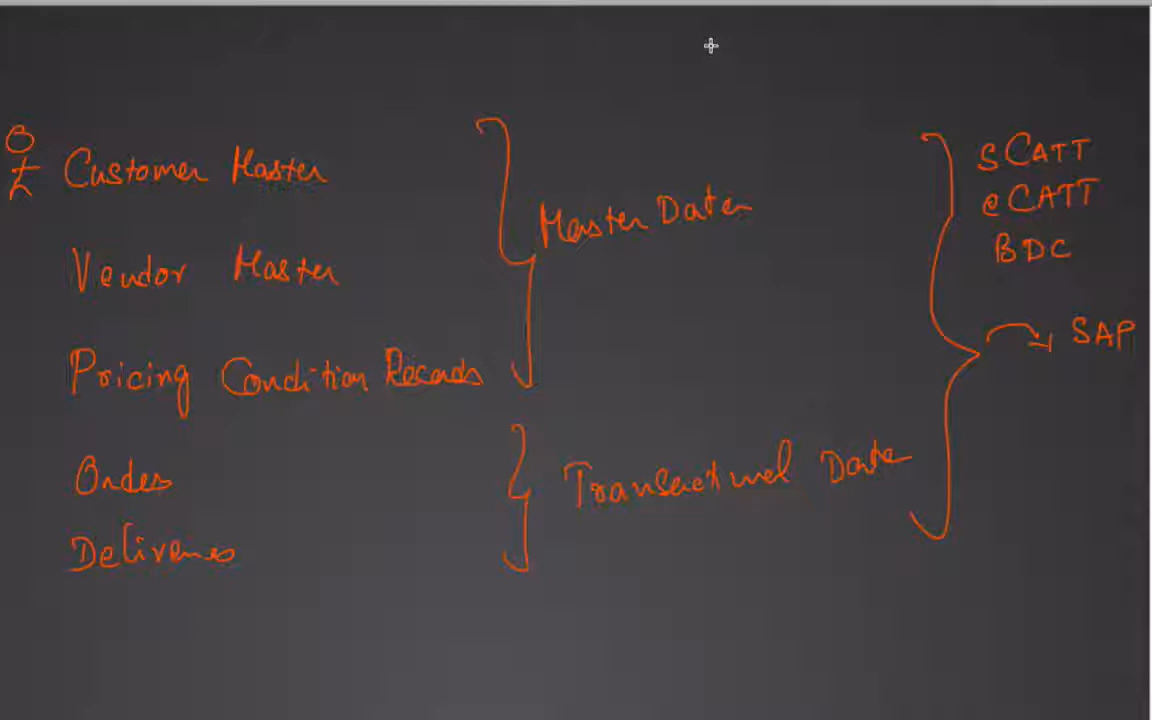 Customer Master
Vendor Master
Pricing Condition Records
Master Data
Orders
Deliveries
Transactional Data
SCATT
eCATT
BDC
SAP